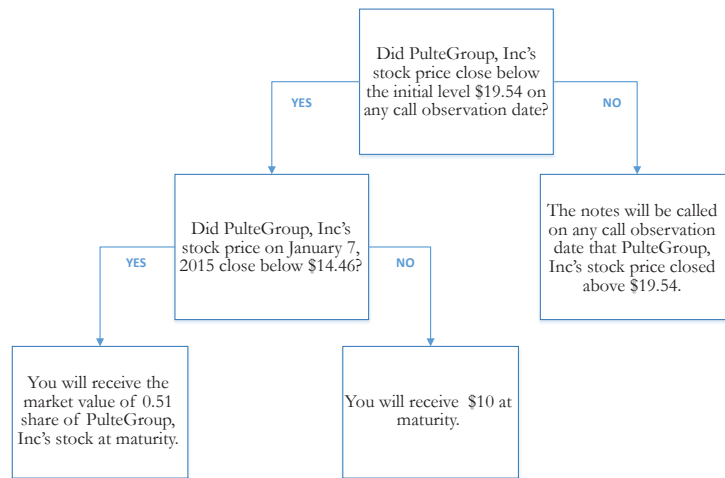 Did PulteGroup, Inc's
stock price close below
the initial level $19.54 on
any call observation date?
YES
NO
Did PulteGroup, Inc's
stock price on January 7,
2015 close below $14.46?
The notes will be called
on any call observation
date that PulteGroup,
Inc's stock price closed
above $19.54.
YES
NO
You will receive the
market value of 0.51
share of PulteGroup,
Inc's stock at maturity.
You will receive $10 at
maturity.